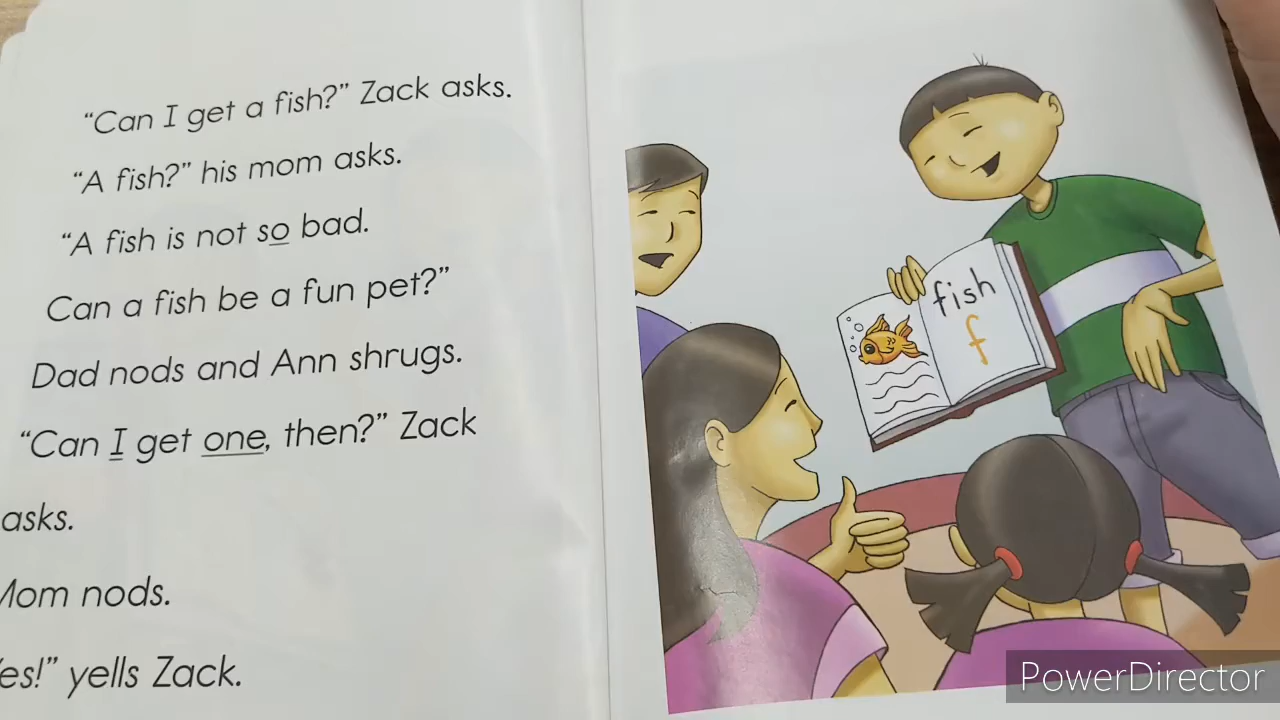 “Can I get a fish?” Zack asks.
“A fish?” his mom asks.
“A fish is not so bad.
Can a fish be a fun pet?”
Dad nods and Ann shrugs.
“Can I get one, then?” Zack
asks.
Mom nods.
es!” yells Zack.
fish
f
PowerDirector